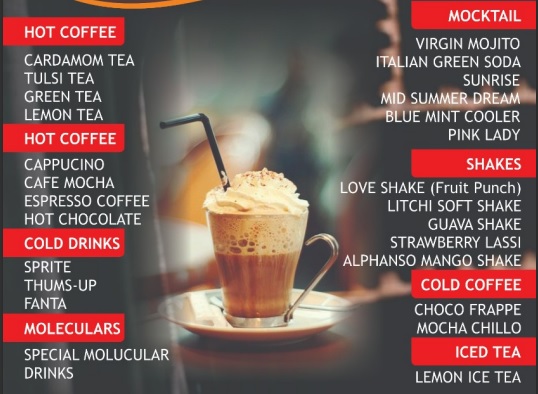 HOT COFFEE
CARDAMOM TEA
TULSI TEA
GREEN TEA
LEMON TEA
HOT COFFEE
CAPPUCINO
CAFE MOCHA
ESPRESSO COFFEE
HOT CHOCOLATE
COLD DRINKS
SPRITE
THUMS-UP
FANTA
MOLECULARS
SPECIAL MOLUCULAR
DRINKS
MOCKTAIL
VIRGIN MOJITO
ITALIAN GREEN SODA
SUNRISE
MID SUMMER DREAM
BLUE MINT COOLER
PINK LADY
SHAKES
LOVE SHAKE (Fruit Punch)
LITCHI SOFT SHAKE
GUAVA SHAKE
STRAWBERRY LASSI
ALPHANSO MANGO SHAKE
COLD COFFEE
CHOCO FRAPPE
MOCHA CHILLO
ICED TEA
LEMON ICE TEA